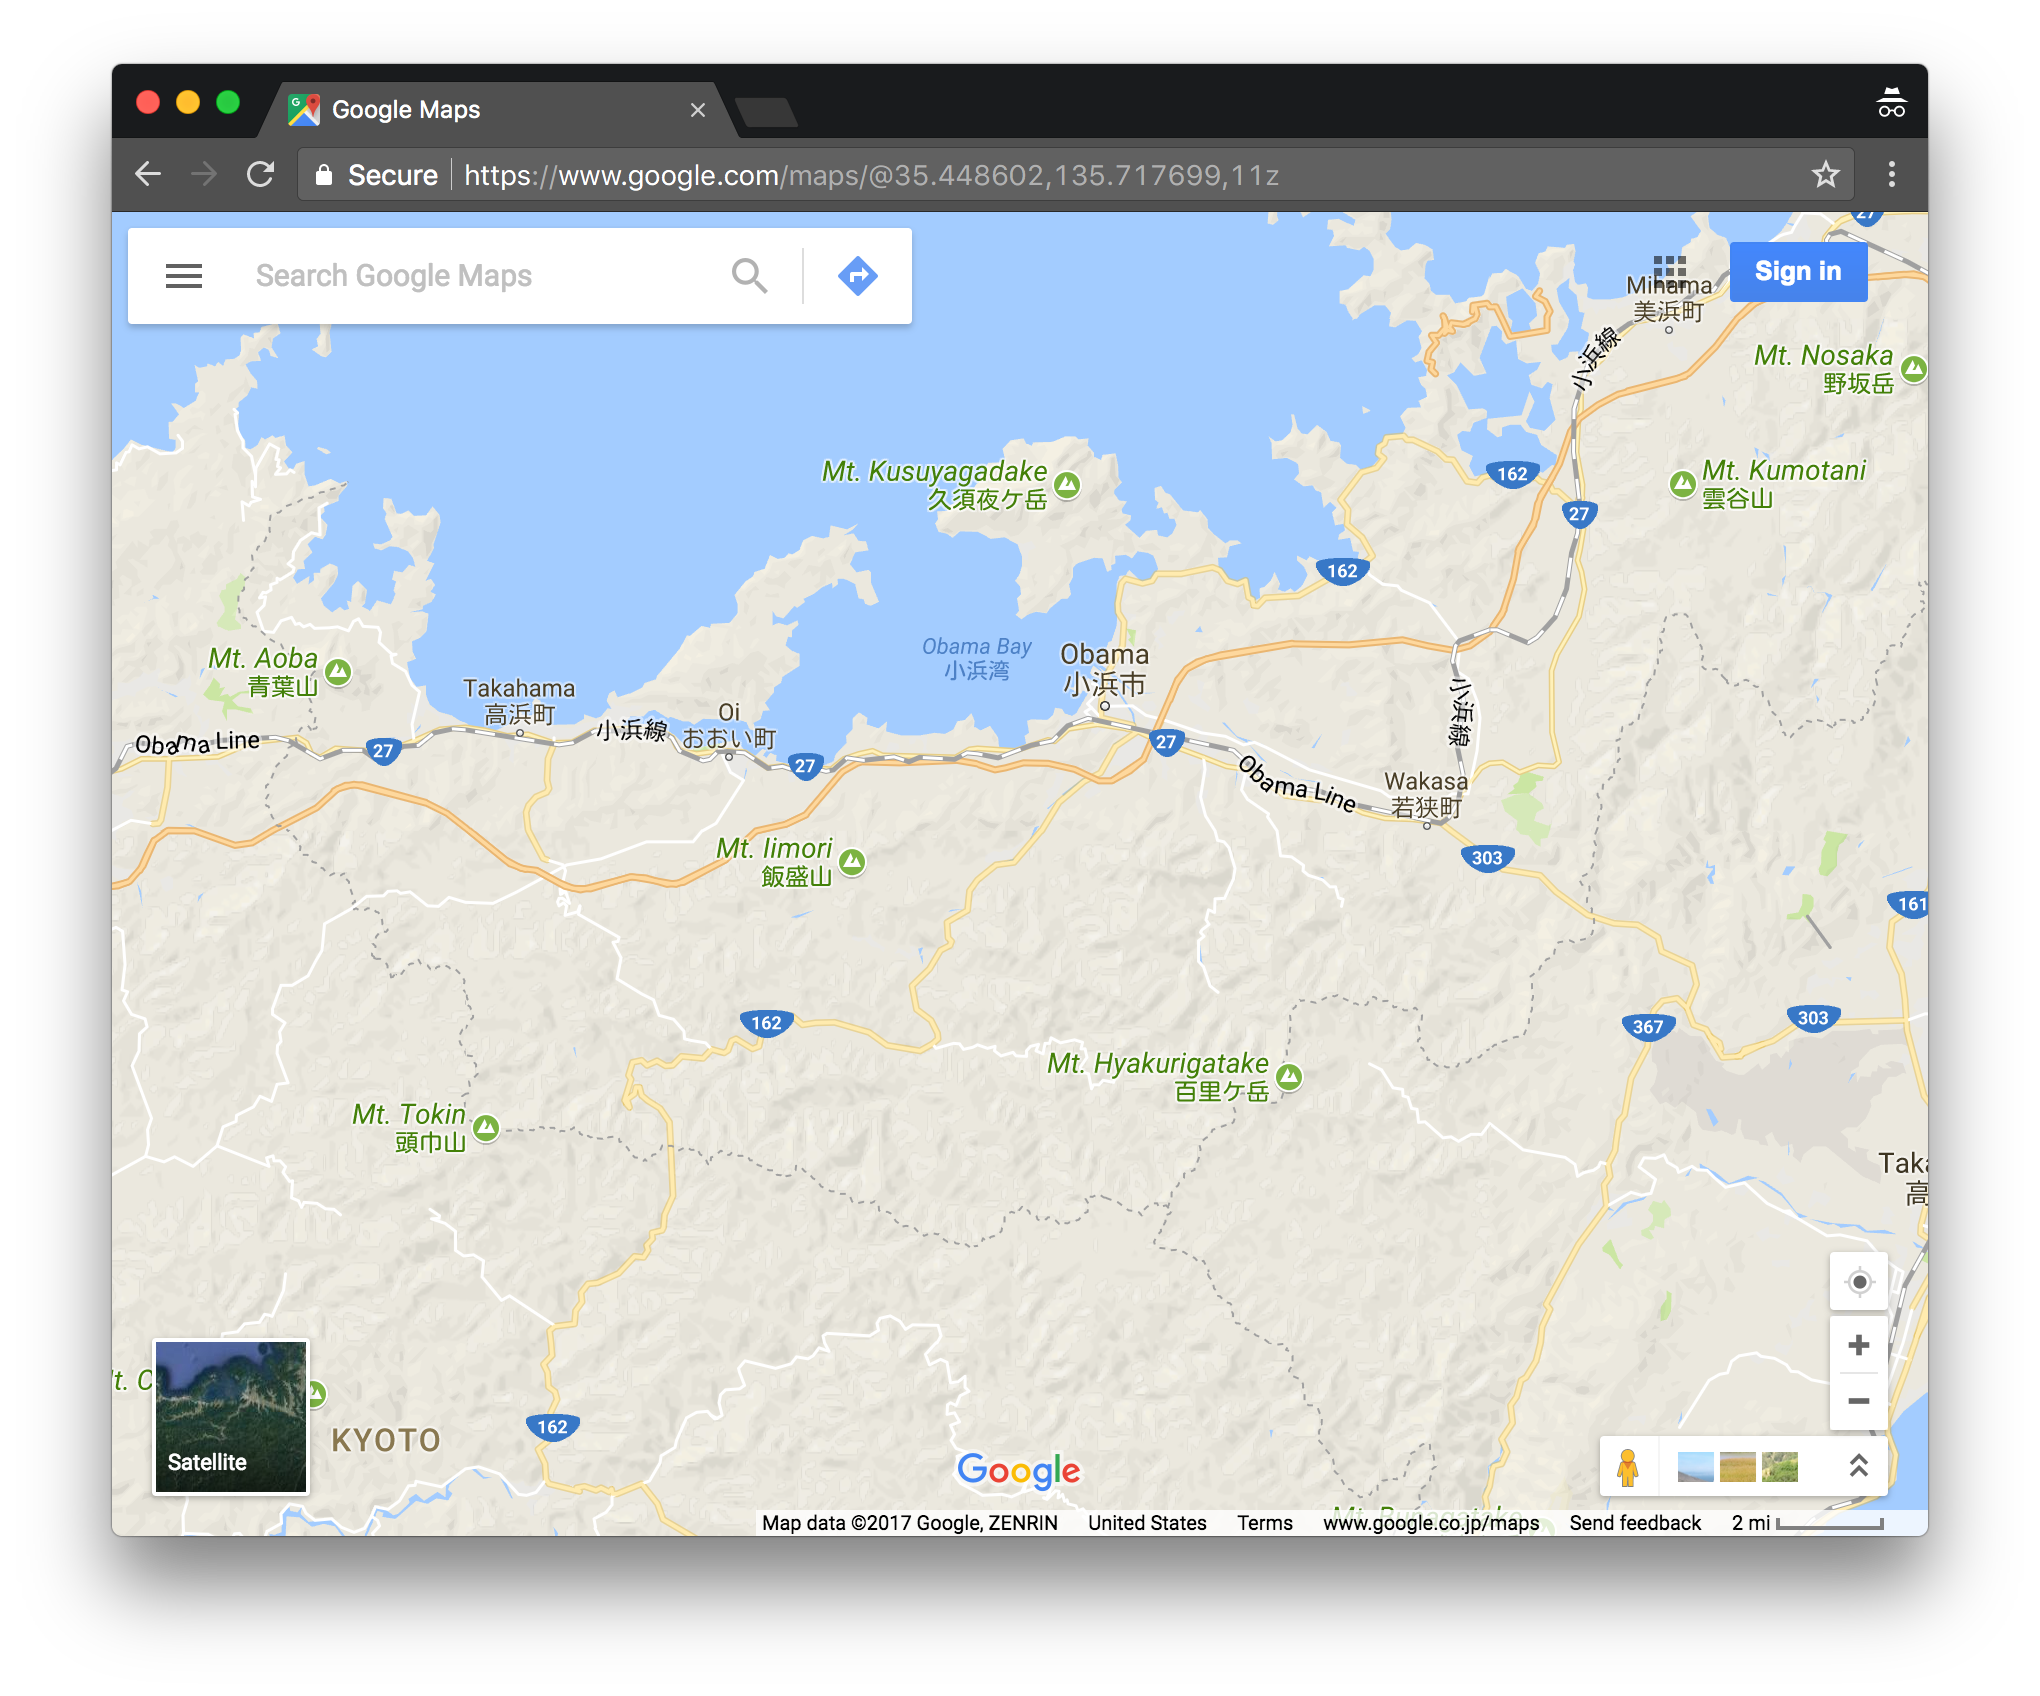 Google Maps
Secure
https://www.google.com/maps/@35.448602,135.717699,11z
27
Search Google Maps
Sign in
Mihama
美浜町
小浜線
Mt. Nosaka
野坂岳
Mt. Kusuyagadake
久須夜ケ岳
162
Mt. Kumotani
雲谷山
27
162
Obama Bay
小浜湾
Obama
小浜市
Mt. Aoba
青葉山
Takahama
高浜町
小浜線
Oi
おおい町
小浜線
Obama Line
27
27
27
Obama Line
Wakasa
若狭町
Mt. Iimori
飯盛山
303
161
162
367
303
Mt. Hyakurigatake
百里ケ岳
Mt. Tokin
頭巾山
Taka
高
Satellite
KYOTO
162
Google
Map data ©2017 Google, ZENRIN
United States
Terms
www.google.co.jp/maps
Send feedback
2 mi